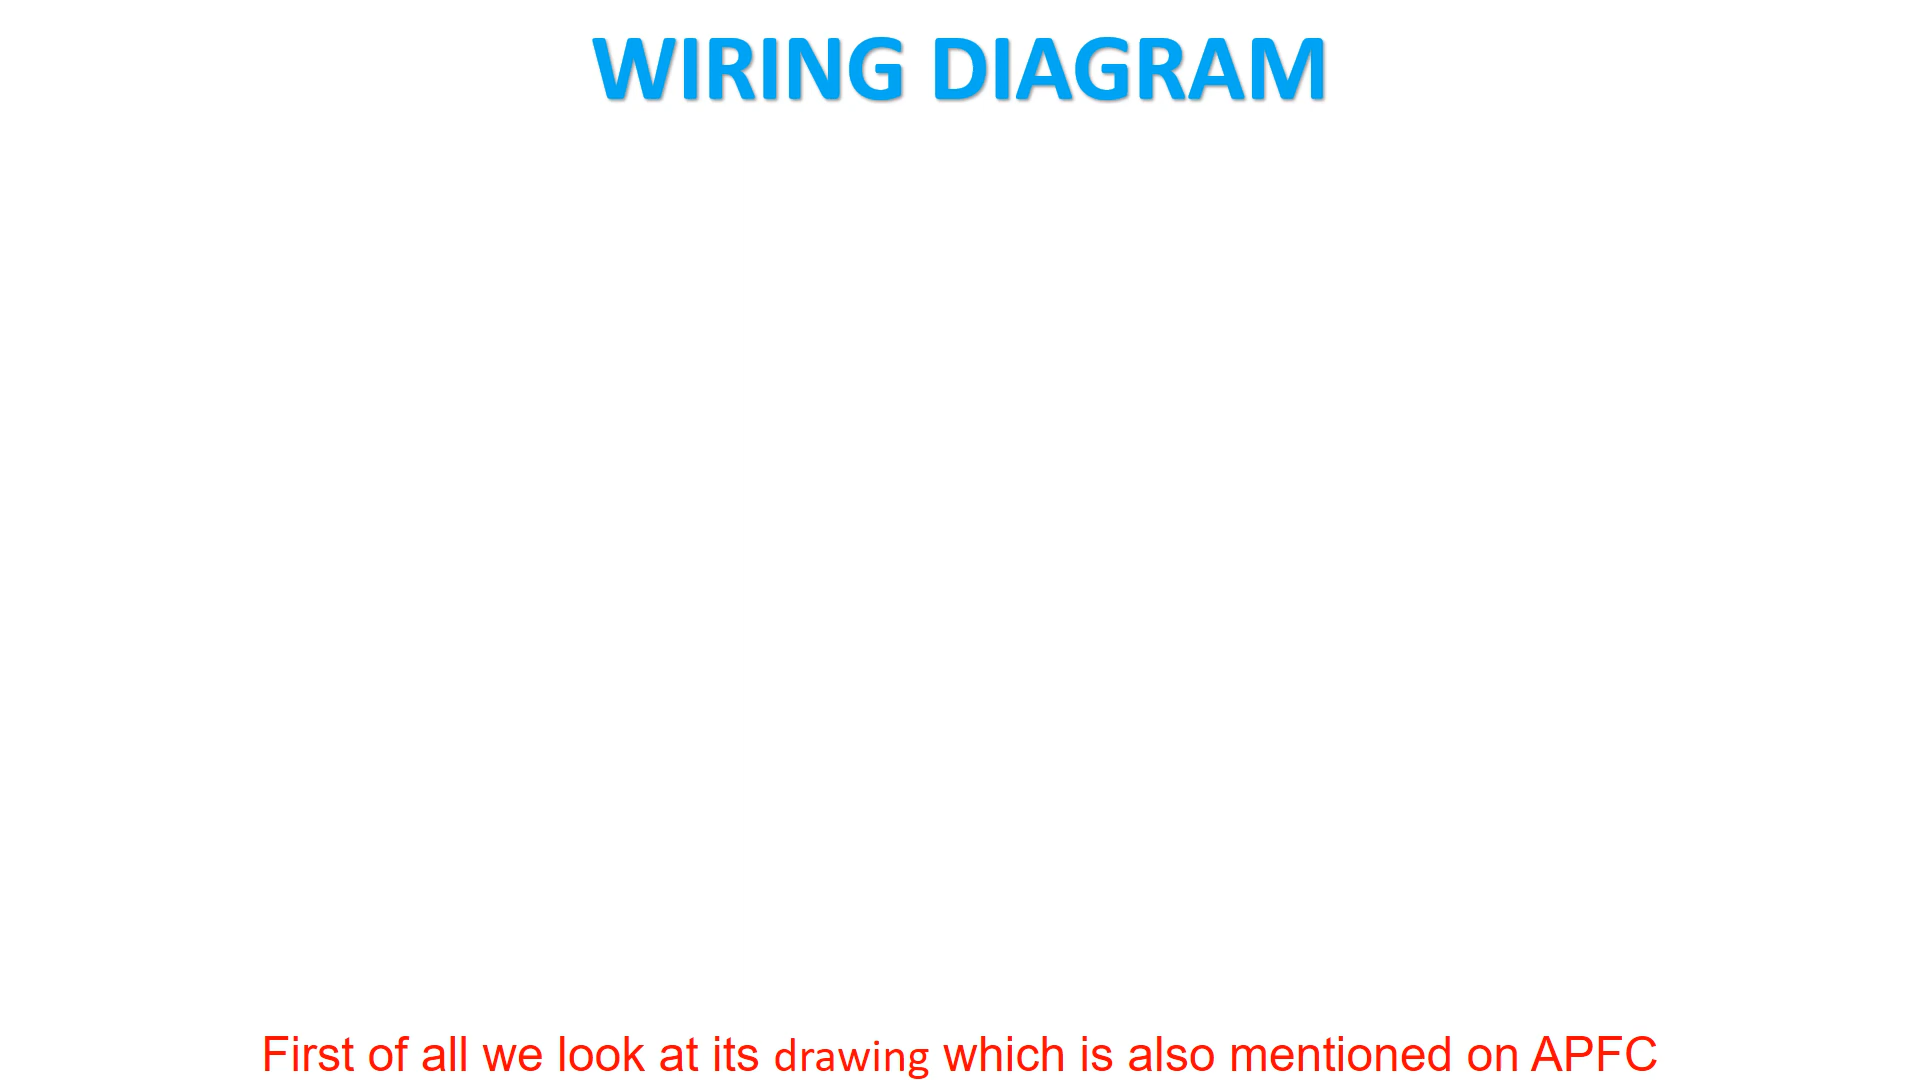 WIRING DIAGRAM
First of all we look at its drawing which is also mentioned on APFC